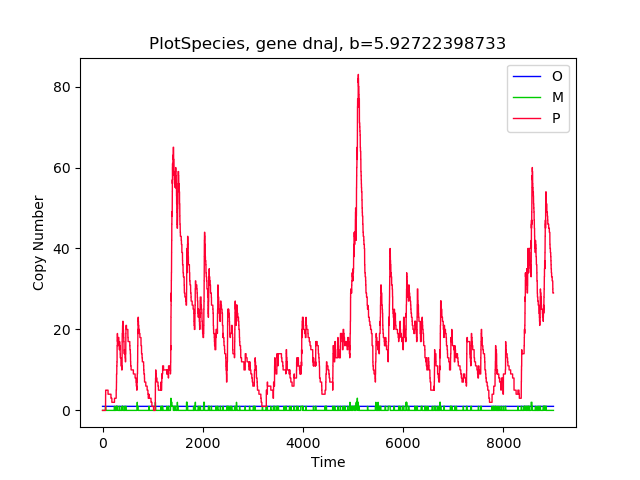 PlotSpecies, gene dnaJ, b=5.92722398733
O
M
P
80
60
40
20
0
Copy Number
0 2000 4000 6000 8000
Time